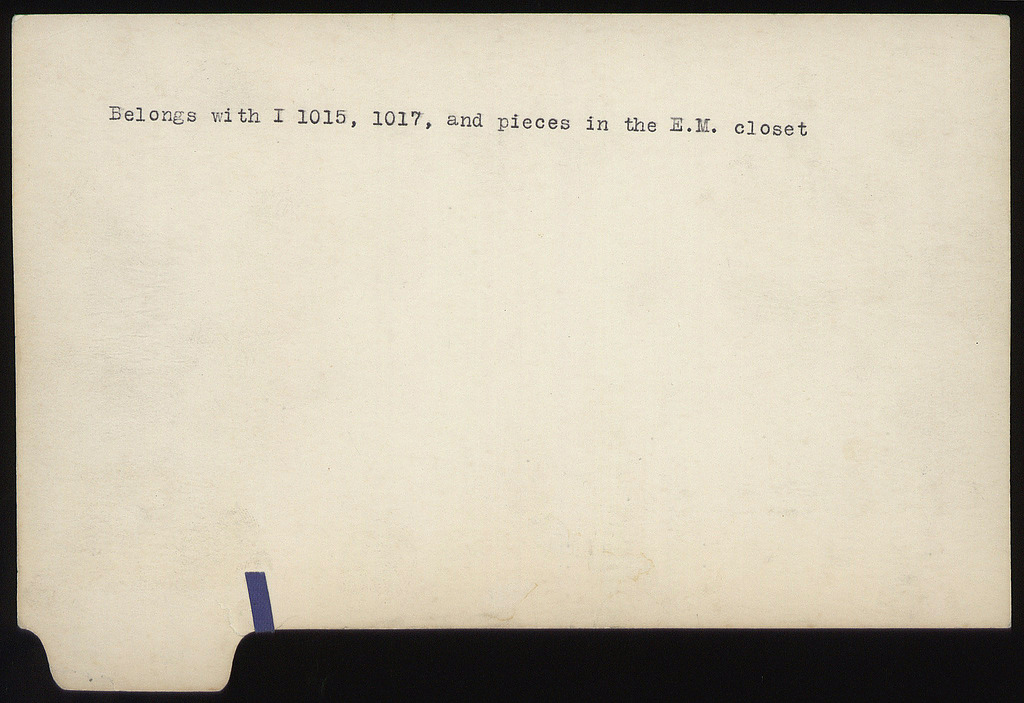 Belongs with I 1015, 1017, and pieces in the E.M. closet